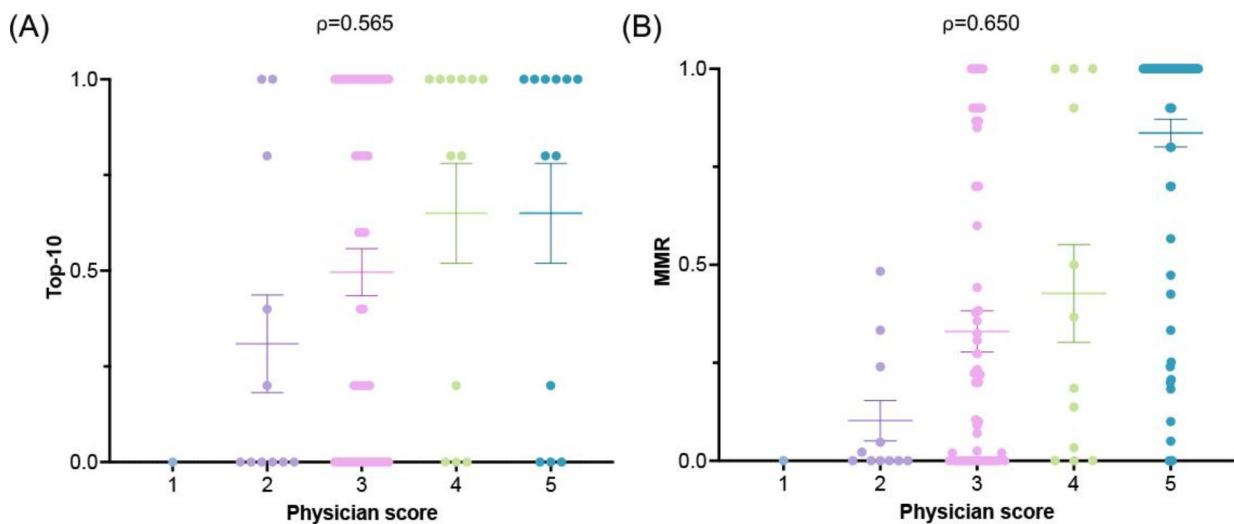 (A)
ρ=0.565
Top-10
1.0
0.5
0.0
1 2 3 4 5
Physician score
(B)
ρ=0.650
MMR
1.0
0.5
0.0
1 2 3 4 5
Physician score